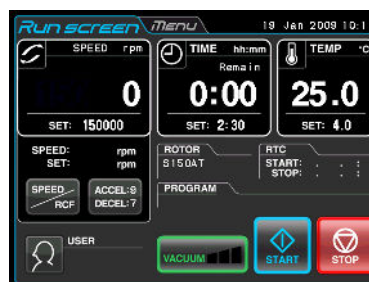 Run screen Menu 19 Jan 2009 10:1
SPEED rpm
0
SET: 150000
TIME hh:mm
Remain
0:00
SET: 2:30
TEMP °C
25.0
SET: 4.0
SPEED: rpm
SET: rpm
SPEED
RCF
ACCEL:9
DECEL:7
ROTOR
S150AT
RTC
START: . . :
STOP: . . :
PROGRAM
USER
VACUUM
START
STOP